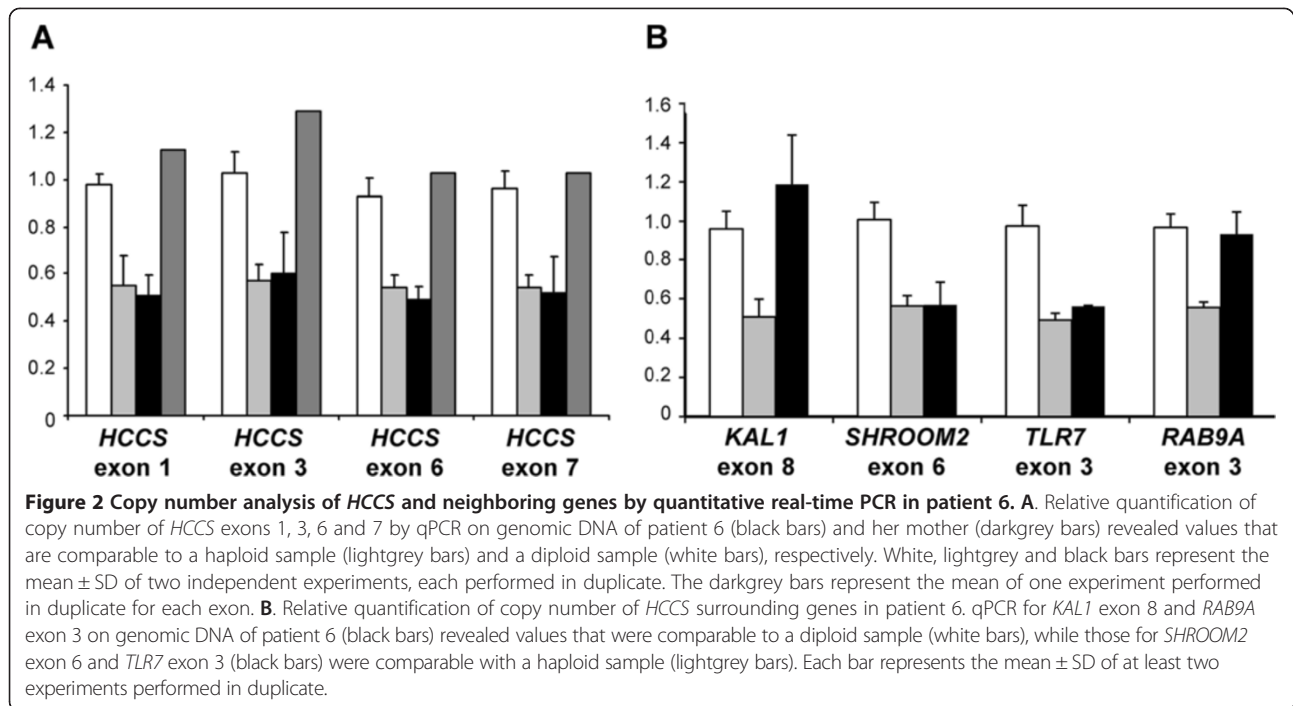 A
B
1.4
1.2
1.0
0.8
0.6
0.4
0.2
0
HCCS HCCS HCCS HCCS
exon 1 exon 3 exon 6 exon 7
1.6
1.4
1.2
1.0
0.8
0.6
0.4
0.2
0
KAL1 SHROOM2 TLR7 RAB9A
exon 8 exon 6 exon 3 exon 3
Figure 2 Copy number analysis of HCCS and neighboring genes by quantitative real-time PCR in patient 6. A. Relative quantification of
copy number of HCCS exons 1, 3, 6 and 7 by qPCR on genomic DNA of patient 6 (black bars) and her mother (darkgrey bars) revealed values that
are comparable to a haploid sample (lightgrey bars) and a diploid sample (white bars), respectively. White, lightgrey and black bars represent the
mean ± SD of two independent experiments, each performed in duplicate. The darkgrey bars represent the mean of one experiment performed
in duplicate for each exon. B. Relative quantification of copy number of HCCS surrounding genes in patient 6. qPCR for KAL1 exon 8 and RAB9A
exon 3 on genomic DNA of patient 6 (black bars) revealed values that were comparable to a diploid sample (white bars), while those for SHROOM2
exon 6 and TLR7 exon 3 (black bars) were comparable with a haploid sample (lightgrey bars). Each bar represents the mean ± SD of at least two
experiments performed in duplicate.